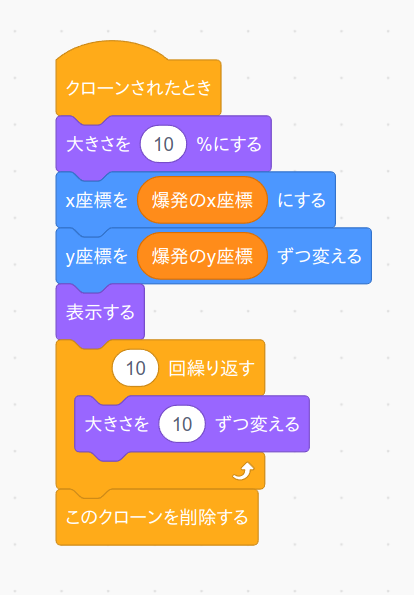 クローンされたとき
大きさを 10 %にする
x座標を 爆発のx座標 にする
y座標を 爆発のy座標 ずつ変える
表示する
10 回繰り返す
大きさを 10 ずつ変える
このクローンを削除する